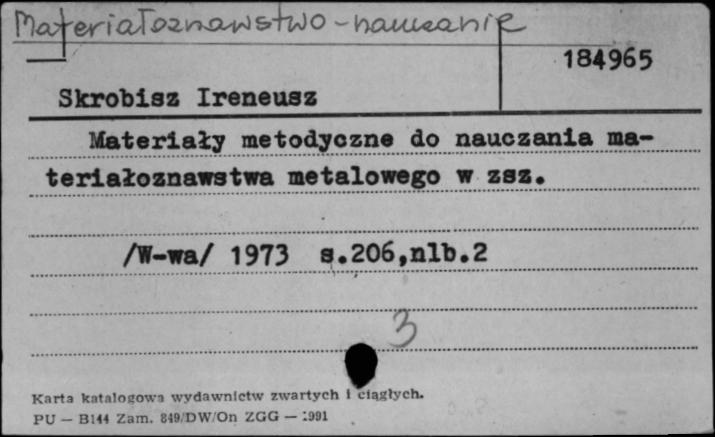 Materiałoznawstwo - nauczanie
184965
Skrobisz Ireneusz
Materiały metodyczne do nauczania ma-
teriałoznawstwa metalowego w zsz.
/W-wa/ 1973 s.206,nlb.2
3
Karta katalogowa wydawnictw zwartych i ciągłych.
PU — B144 Zam. 849/DW/On ZGG — 1991